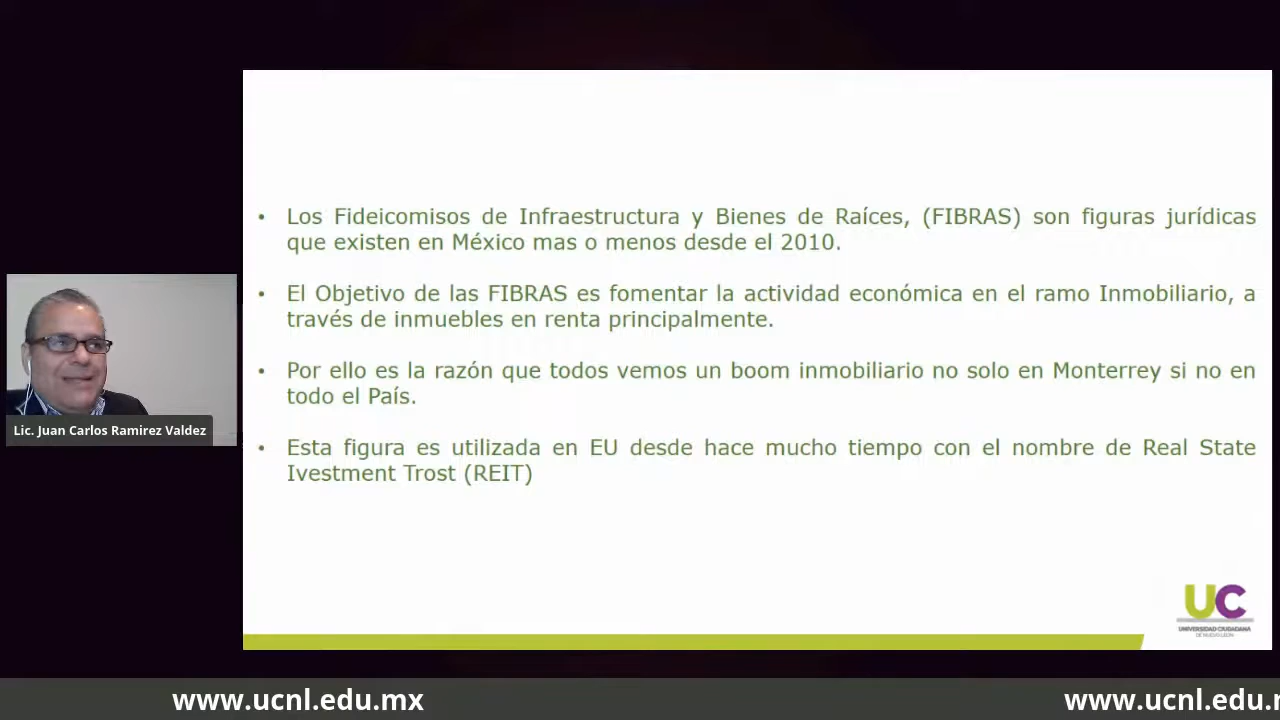 • Los Fideicomisos de Infraestructura y Bienes de Raíces, (FIBRAS) son figuras jurídicas
que existen en México mas o menos desde el 2010.
• El Objetivo de las FIBRAS es fomentar la actividad económica en el ramo Inmobiliario, a
través de inmuebles en renta principalmente.
• Por ello es la razón que todos vemos un boom inmobiliario no solo en Monterrey si no en
todo el País.
• Esta figura es utilizada en EU desde hace mucho tiempo con el nombre de Real State
Ivestment Trost (REIT)
Lic. Juan Carlos Ramirez Valdez
UC
UNIVERSIDAD CIUDADANA
DE NUEVO LEÓN
www.ucnl.edu.mx
www.ucnl.edu.m